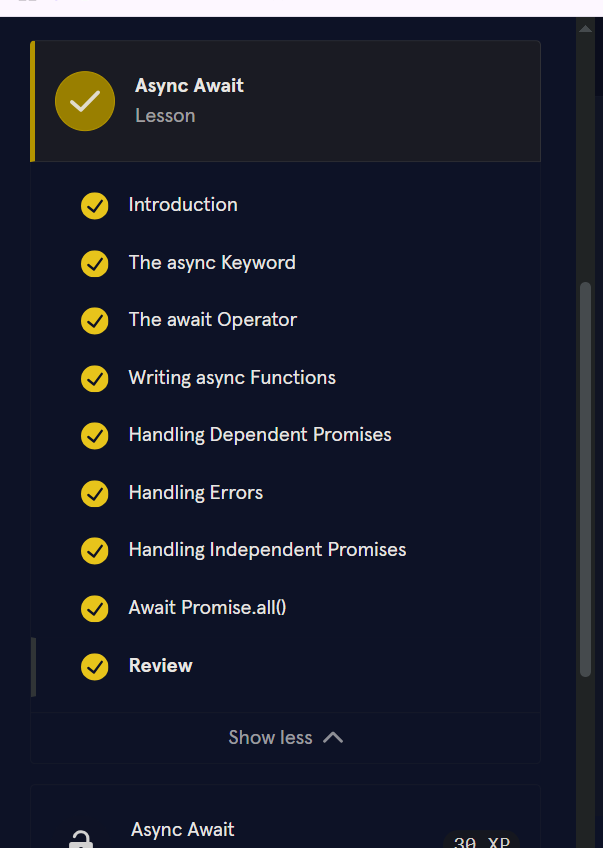 Async Await
Lesson
Introduction
The async Keyword
The await Operator
Writing async Functions
Handling Dependent Promises
Handling Errors
Handling Independent Promises
Await Promise.all()
Review
Show less
Async Await
30 XP